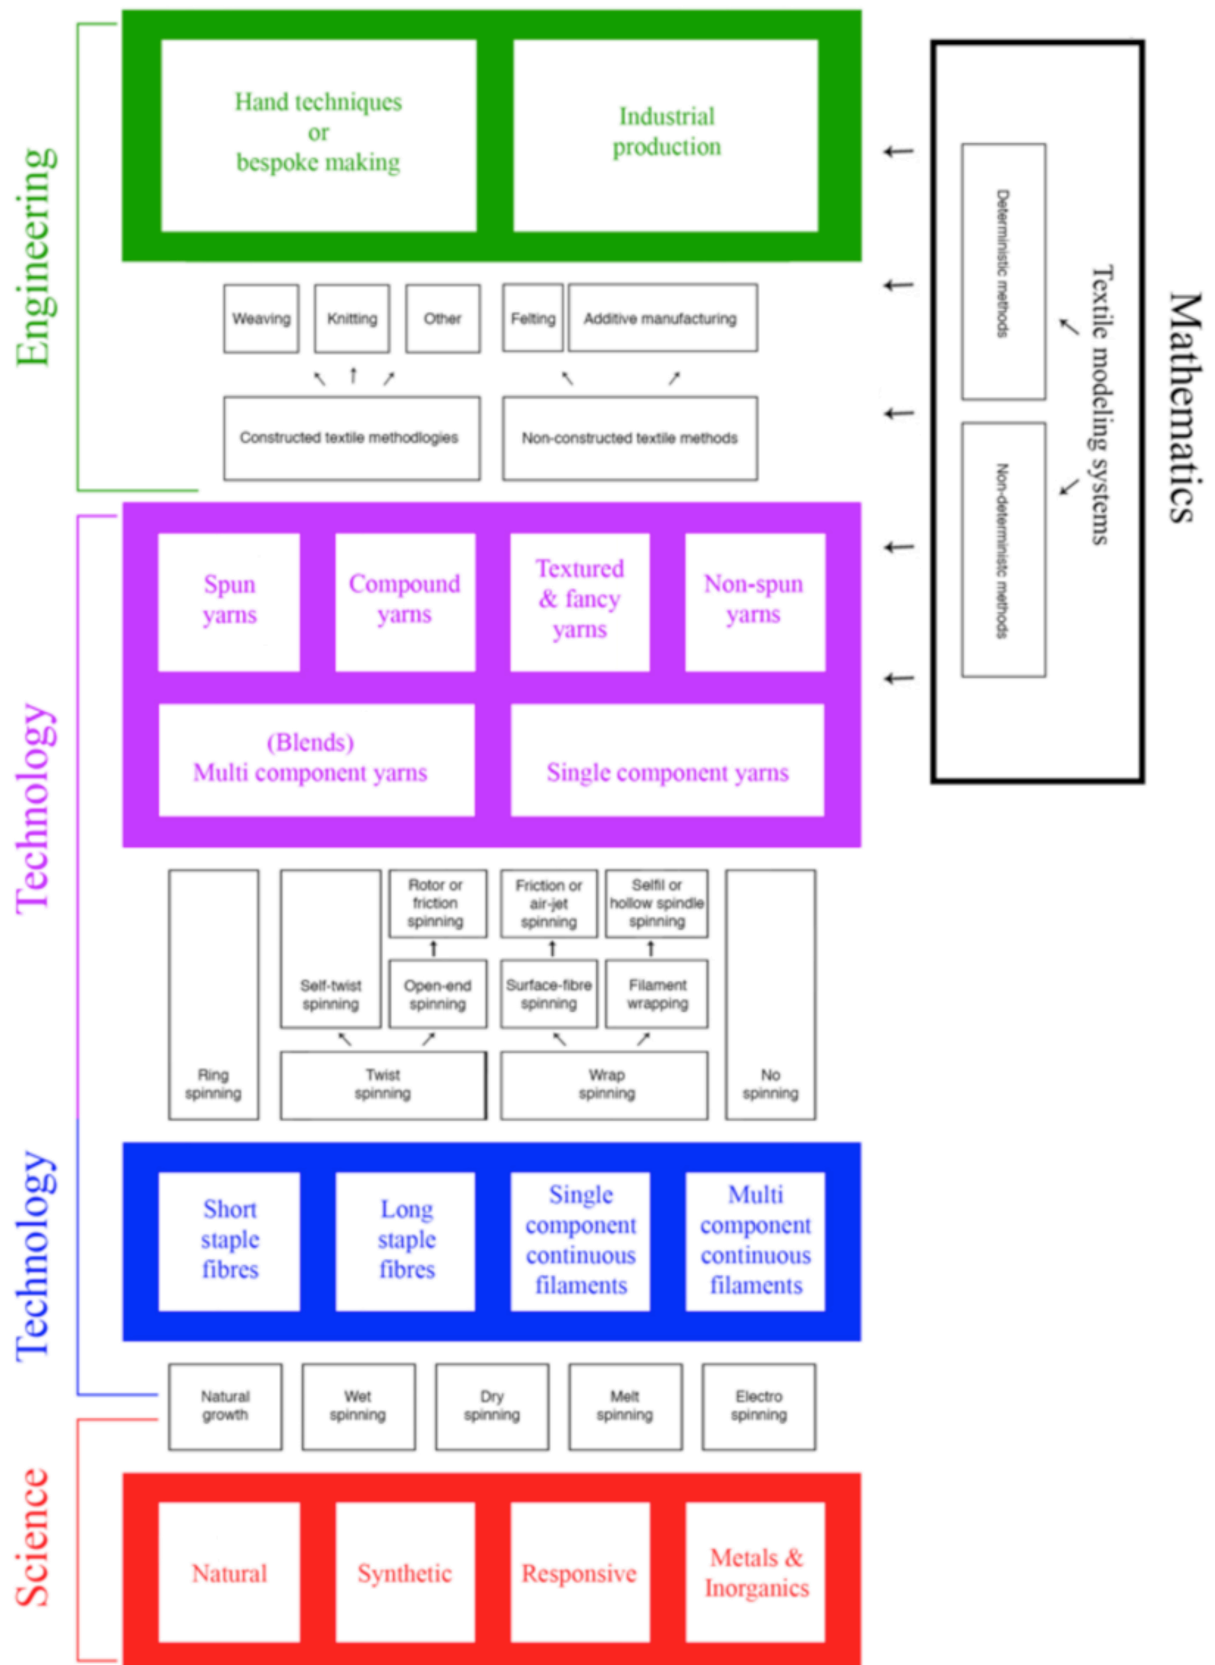 Engineering
Hand techniques
or
bespoke making
Industrial
production
Weaving
Knitting
Other
Felting
Additive manufacturing
Constructed textile methodlogies
Non-constructed textile methods
Mathematics
Textile modeling systems
Deterministic methods
Non-deterministc methods
Technology
Spun
yarns
Compound
yarns
Textured
& fancy
yarns
Non-spun
yarns
(Blends)
Multi component yarns
Single component yarns
Rotor or
friction
spinning
Friction or
air-jet
spinning
Selfil or
hollow spindle
spinning
Self-twist
spinning
Open-end
spinning
Surface-fibre
spinning
Filament
wrapping
Ring
spinning
Twist
spinning
Wrap
spinning
No
spinning
Technology
Short
staple
fibres
Long
staple
fibres
Single
component
continuous
filaments
Multi
component
continuous
filaments
Natural
growth
Wet
spinning
Dry
spinning
Melt
spinning
Electro
spinning
Science
Natural
Synthetic
Responsive
Metals &
Inorganics